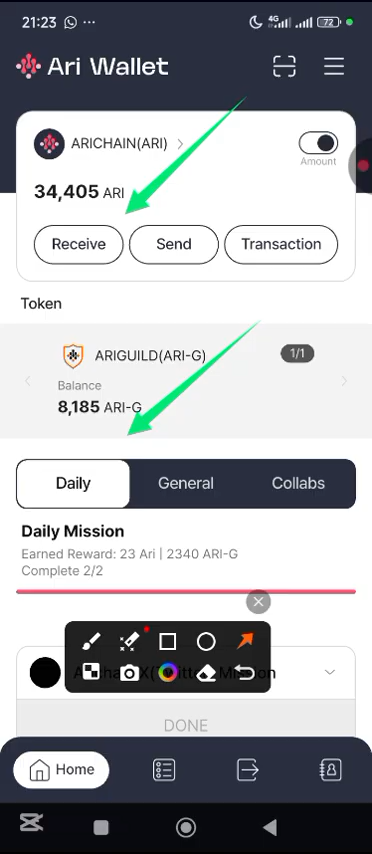 21:23 ... 4G 72
Ari Wallet
ARICHAIN(ARI)
Amount
34,405 ARI
Receive Send Transaction
Token
ARIGUILD(ARI-G) 1/1
Balance
8,185 ARI-G
Daily General Collabs
Daily Mission
Earned Reward: 23 Ari | 2340 ARI-G
Complete 2/2
Mission
DONE
Home